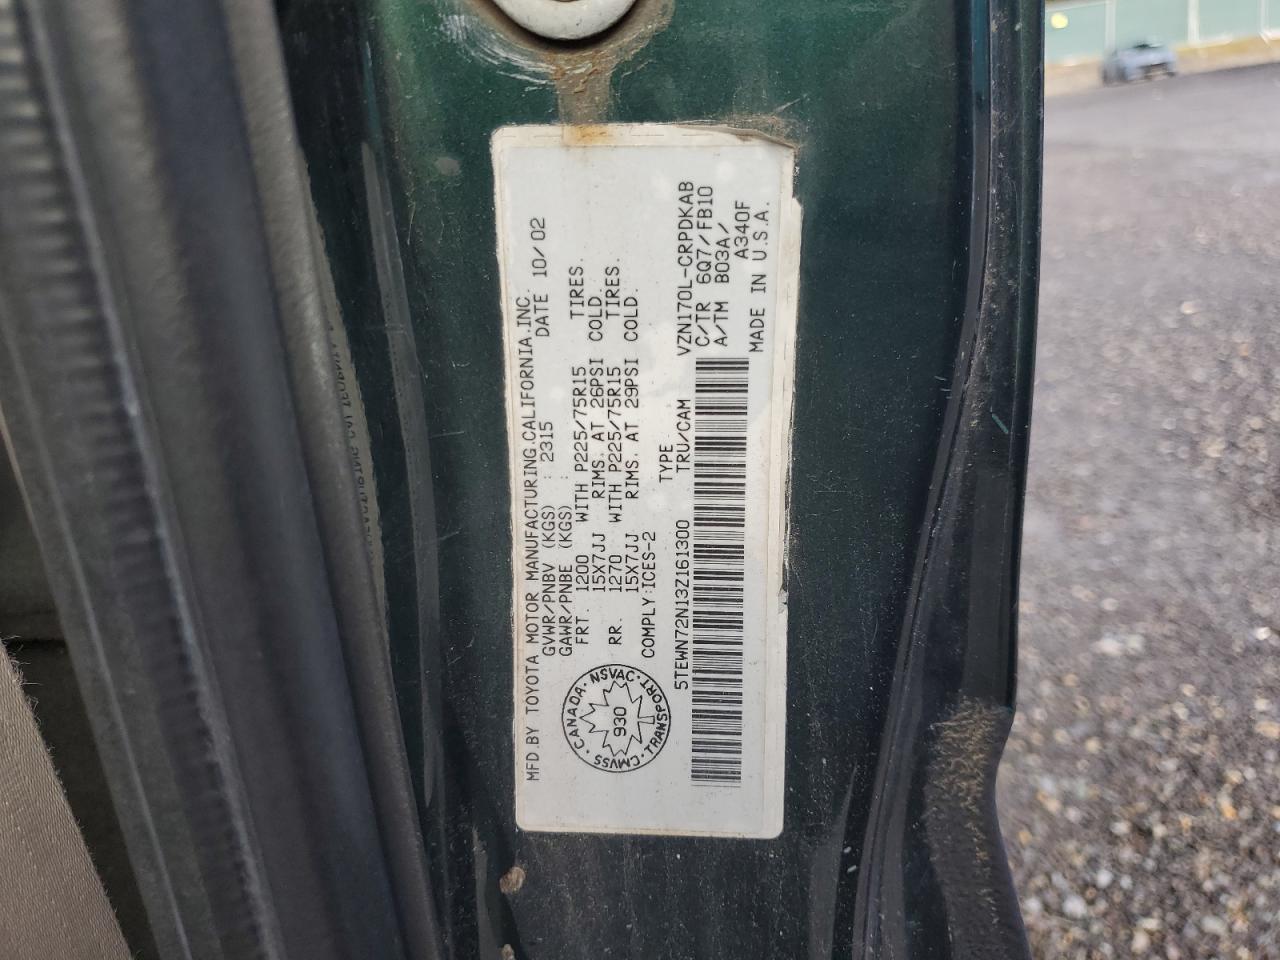 MFD.BY TOYOTA MOTOR MANUFACTURING.CALIFORNIA.INC.
GVWR/PNBV (KGS) : 2315 DATE 10/02
GAWR/PNBE (KGS) :
FRT 1200 WITH P225/75R15 TIRES.
15X7JJ RIMS. AT 26PSI COLD.
RR. 1270 WITH P225/75R15 TIRES.
15X7JJ RIMS. AT 29PSI COLD.
COMPLY:ICES-2
TYPE
5TEWN72N13Z161300 TRU/CAM
VZN170L-CRPDKAB
C/TR 6Q7/FB10
A/TM B03A/
A340F
MADE IN U.S.A.
CANADA · NSVAC · TRANSPORT · CMVSS ·
930